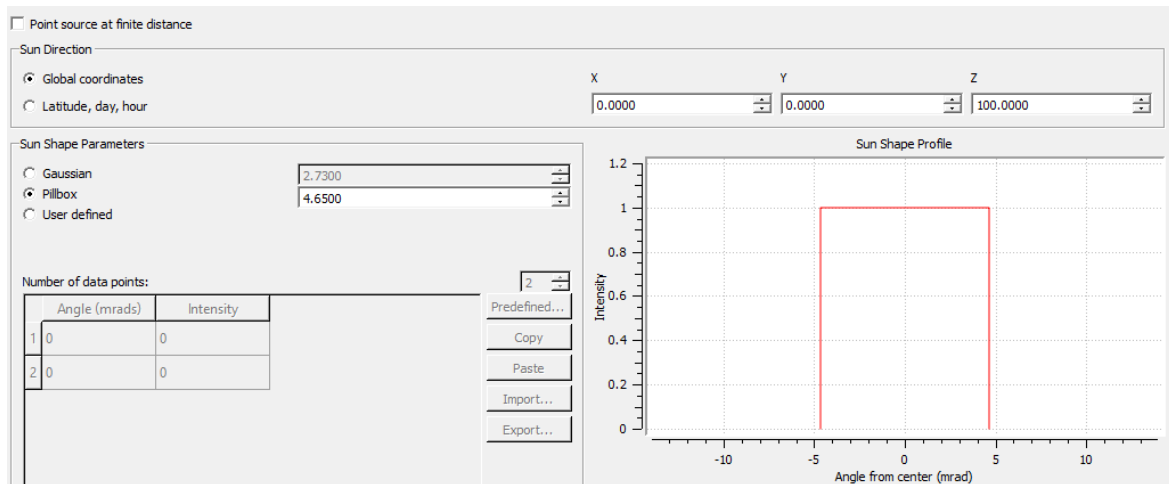 Point source at finite distance
Sun Direction
Global coordinates
X Y Z
Latitude, day, hour
0.0000 0.0000 100.0000
Sun Shape Parameters
Gaussian 2.7300
Pillbox 4.6500
User defined
Number of data points: 2
Angle (mrads) Intensity
1 0 0
2 0 0
Predefined...
Copy
Paste
Import...
Export...
Sun Shape Profile
1.2
1
0.8
0.6
0.4
0.2
0
Intensity
-10 -5 0 5 10
Angle from center (mrad)